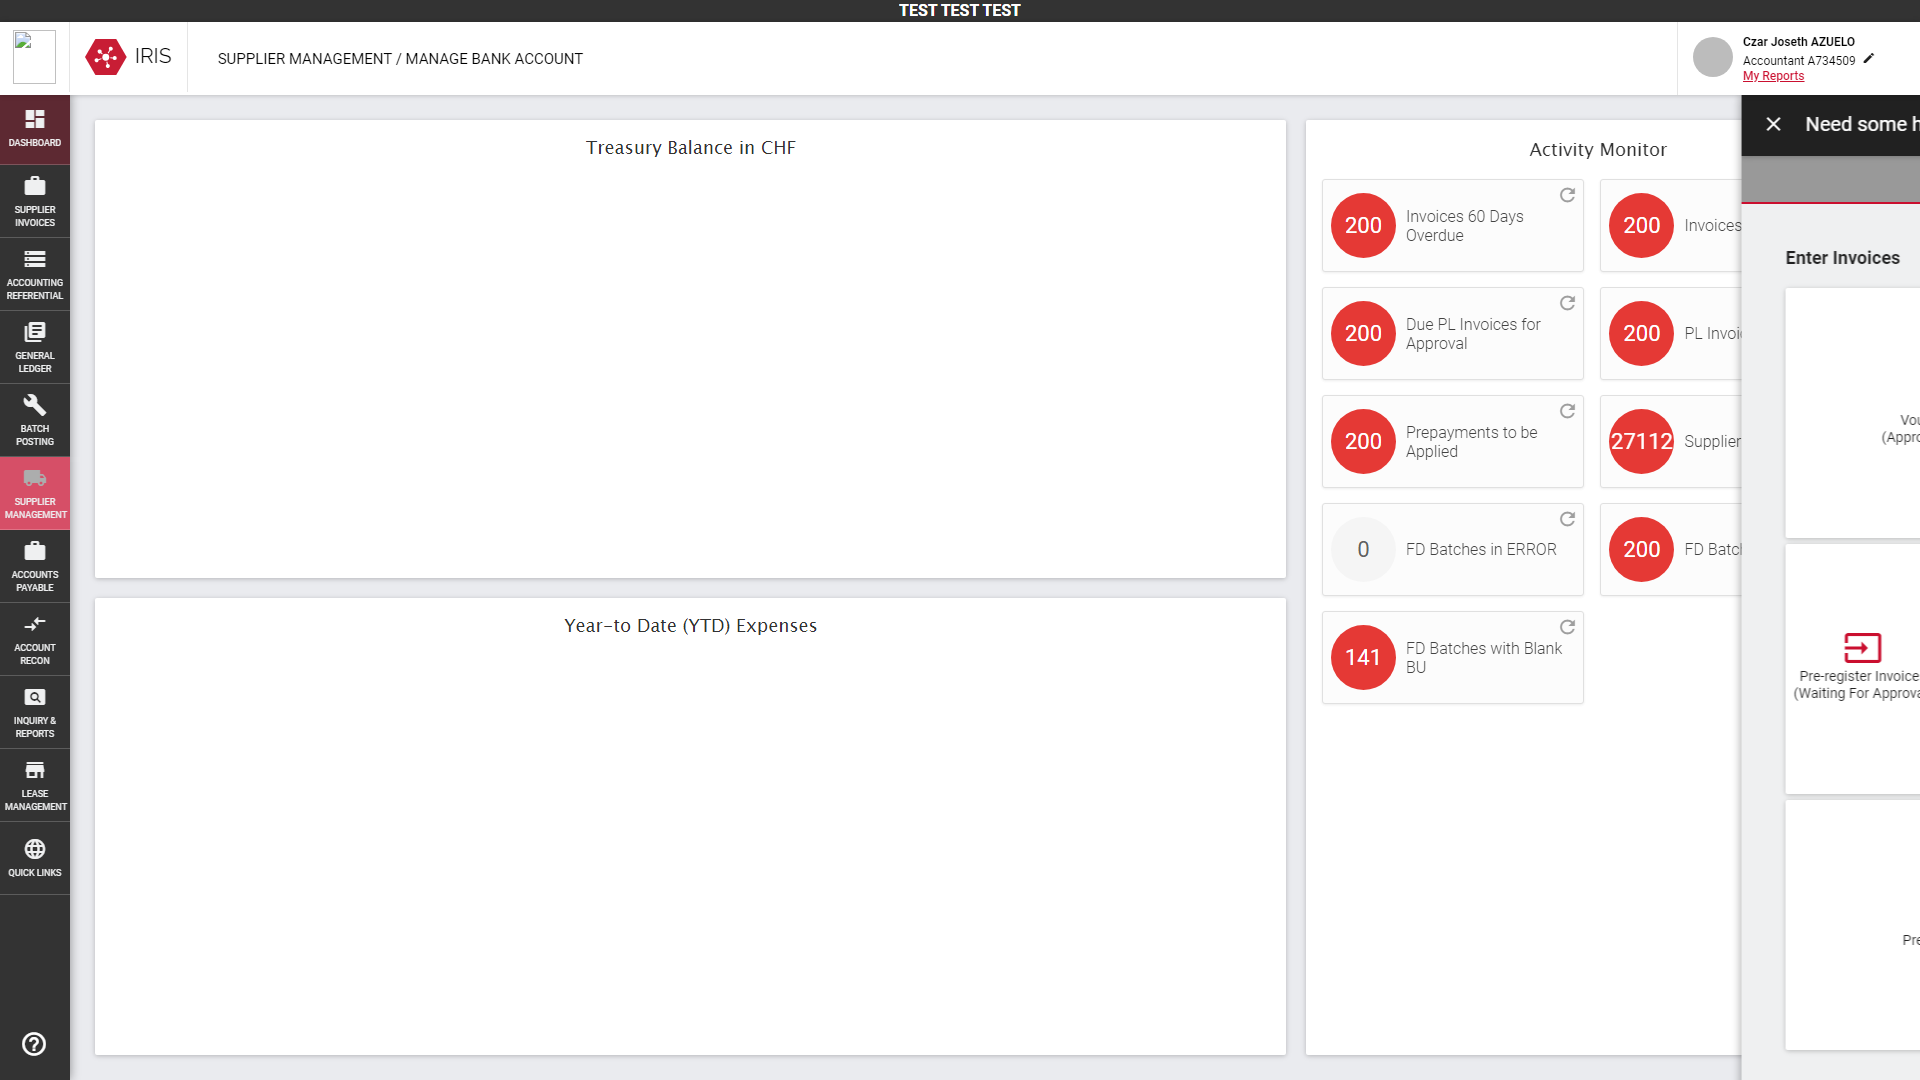 TEST TEST TEST
IRIS
SUPPLIER MANAGEMENT / MANAGE BANK ACCOUNT
Czar Joseth AZUELO
Accountant A734509
My Reports
DASHBOARD
SUPPLIER
INVOICES
ACCOUNTING
REFERENTIAL
GENERAL
LEDGER
BATCH
POSTING
SUPPLIER
MANAGEMENT
ACCOUNTS
PAYABLE
ACCOUNT
RECON
INQUIRY &
REPORTS
LEASE
MANAGEMENT
QUICK LINKS
Treasury Balance in CHF
Year-to Date (YTD) Expenses
Activity Monitor
200
Invoices 60 Days
Overdue
200
Invoices
200
Due PL Invoices for
Approval
200
PL Invoi
200
Prepayments to be
Applied
27112
Supplier
0
FD Batches in ERROR
200
FD Batc
141
FD Batches with Blank
BU
Need some h
Enter Invoices
Vou
(Appro
Pre-register Invoice
(Waiting For Approva
Pre